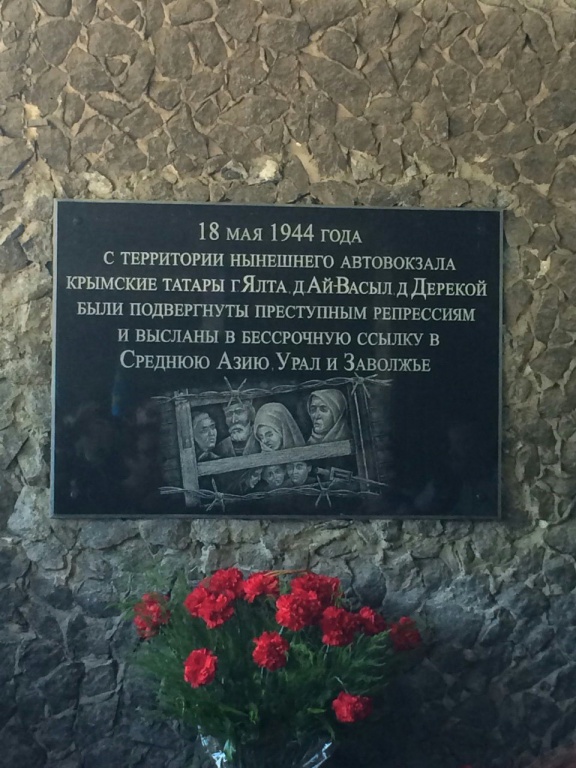 18 МАЯ 1944 ГОДА
С ТЕРРИТОРИИ НЫНЕШНЕГО АВТОВОКЗАЛА
КРЫМСКИЕ ТАТАРЫ Г.ЯЛТА, Д.АЙ-ВАСЫЛ, Д.ДЕРЕКОЙ
БЫЛИ ПОДВЕРГНУТЫ ПРЕСТУПНЫМ РЕПРЕССИЯМ
И ВЫСЛАНЫ В БЕССРОЧНУЮ ССЫЛКУ В
СРЕДНЮЮ АЗИЮ, УРАЛ И ЗАВОЛЖЬЕ